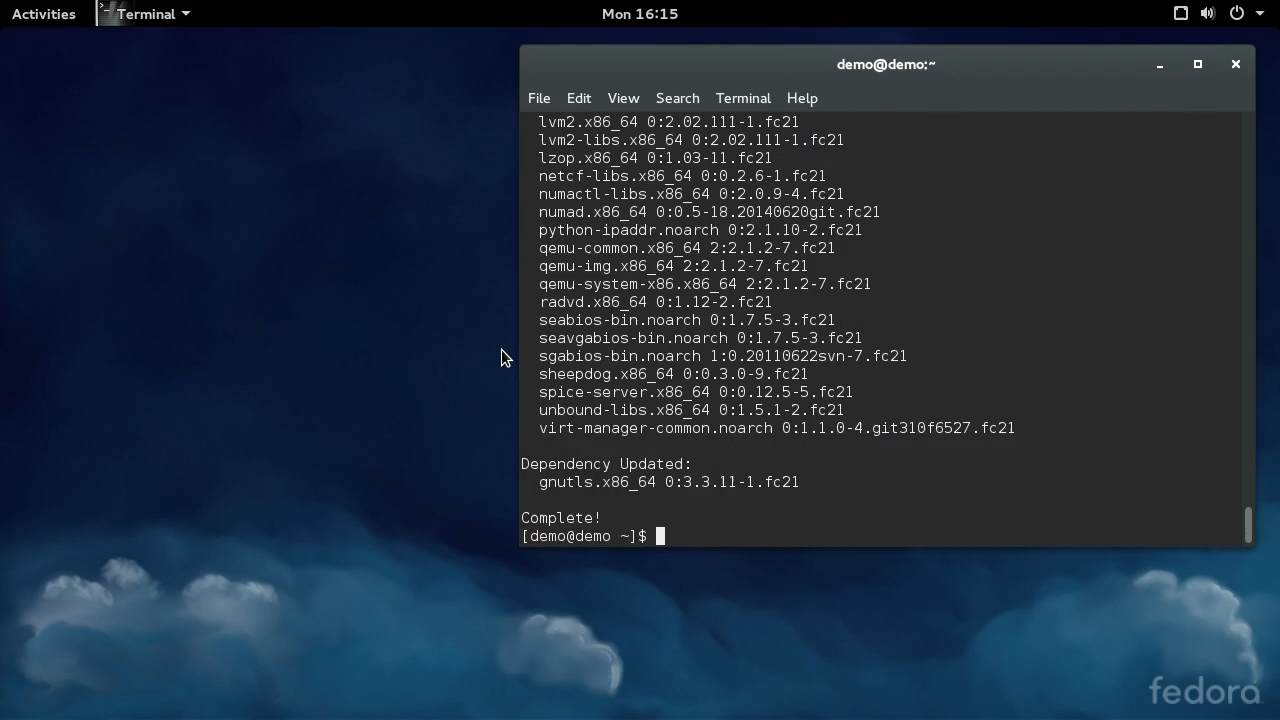 Activities Terminal Mon 16:15
demo@demo:~
File Edit View Search Terminal Help
lvm2.x86_64 0:2.02.111-1.fc21
lvm2-libs.x86_64 0:2.02.111-1.fc21
lzop.x86_64 0:1.03-11.fc21
netcf-libs.x86_64 0:0.2.6-1.fc21
numactl-libs.x86_64 0:2.0.9-4.fc21
numad.x86_64 0:0.5-18.20140620git.fc21
python-ipaddr.noarch 0:2.1.10-2.fc21
qemu-common.x86_64 2:2.1.2-7.fc21
qemu-img.x86_64 2:2.1.2-7.fc21
qemu-system-x86.x86_64 2:2.1.2-7.fc21
radvd.x86_64 0:1.12-2.fc21
seabios-bin.noarch 0:1.7.5-3.fc21
seavgabios-bin.noarch 0:1.7.5-3.fc21
sgabios-bin.noarch 1:0.20110622svn-7.fc21
sheepdog.x86_64 0:0.3.0-9.fc21
spice-server.x86_64 0:0.12.5-5.fc21
unbound-libs.x86_64 0:1.5.1-2.fc21
virt-manager-common.noarch 0:1.1.0-4.git310f6527.fc21
Dependency Updated:
gnutls.x86_64 0:3.3.11-1.fc21
Complete!
[demo@demo ~]$
fedora